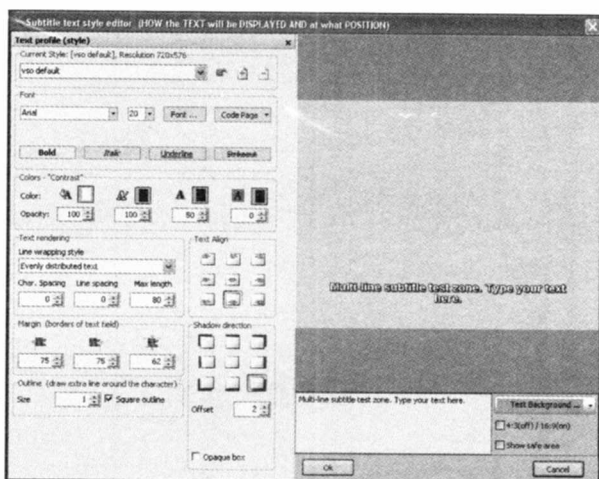 Subtitle text style editor (HOW the TEXT will be DISPLAYED AND at what POSITION)
Text profile (style)
Current Style: [vso default], Resolution 720x576
vso default
Font
Arial 20 Font ... Code Page
Bold Italic Underline Strikeout
Colors - "Contrast"
Color: A A A
Opacity: 100 100 50 0
Text rendering
Line wrapping style
Evenly distributed text
Char. Spacing Line spacing Max length
0 0 80
Text Align
Margin (borders of text field)
75 75 62
Outline (draw extra line around the character)
Size 1 Square outline
Shadow direction
Offset 2
Opaque box
Multi-line subtitle test zone. Type your text
here.
Multi-line subtitle test zone. Type your text here.
Test Background ...
4:3(off) / 16:9(on)
Show safe area
Ok Cancel